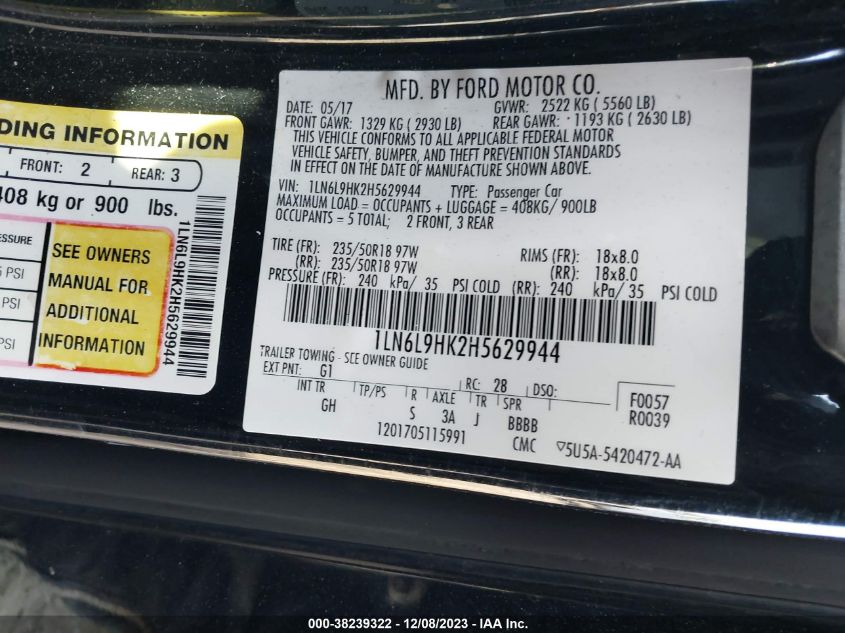 DING INFORMATION
FRONT: 2 REAR: 3
408 kg or 900 lbs.
SSURE
PSI
PSI
PSI
SEE OWNERS
MANUAL FOR
ADDITIONAL
INFORMATION
1LN6L9HK2H5629944
MFD. BY FORD MOTOR CO.
DATE: 05/17 GVWR: 2522 KG ( 5560 LB)
FRONT GAWR: 1329 KG ( 2930 LB) REAR GAWR: 1193 KG ( 2630 LB)
THIS VEHICLE CONFORMS TO ALL APPLICABLE FEDERAL MOTOR
VEHICLE SAFETY, BUMPER, AND THEFT PREVENTION STANDARDS
IN EFFECT ON THE DATE OF MANUFACTURE SHOWN ABOVE.
VIN: 1LN6L9HK2H5629944 TYPE: Passenger Car
MAXIMUM LOAD = OCCUPANTS + LUGGAGE = 408KG/ 900LB
OCCUPANTS = 5 TOTAL; 2 FRONT, 3 REAR
TIRE (FR): 235/50R18 97W RIMS (FR): 18x8.0
(RR): 235/50R18 97W (RR): 18x8.0
PRESSURE (FR): 240 kPa/ 35 PSI COLD (RR): 240 kPa/ 35 PSI COLD
1LN6L9HK2H5629944
TRAILER TOWING - SEE OWNER GUIDE
EXT PNT: G1 RC: 28 DSO:
INT TR TP/PS R AXLE TR SPR
GH S 3A J BBBB
F0057
R0039
1201705115991 CMC ▽5U5A-5420472-AA
000-38239322 - 12/08/2023 - IAA Inc.